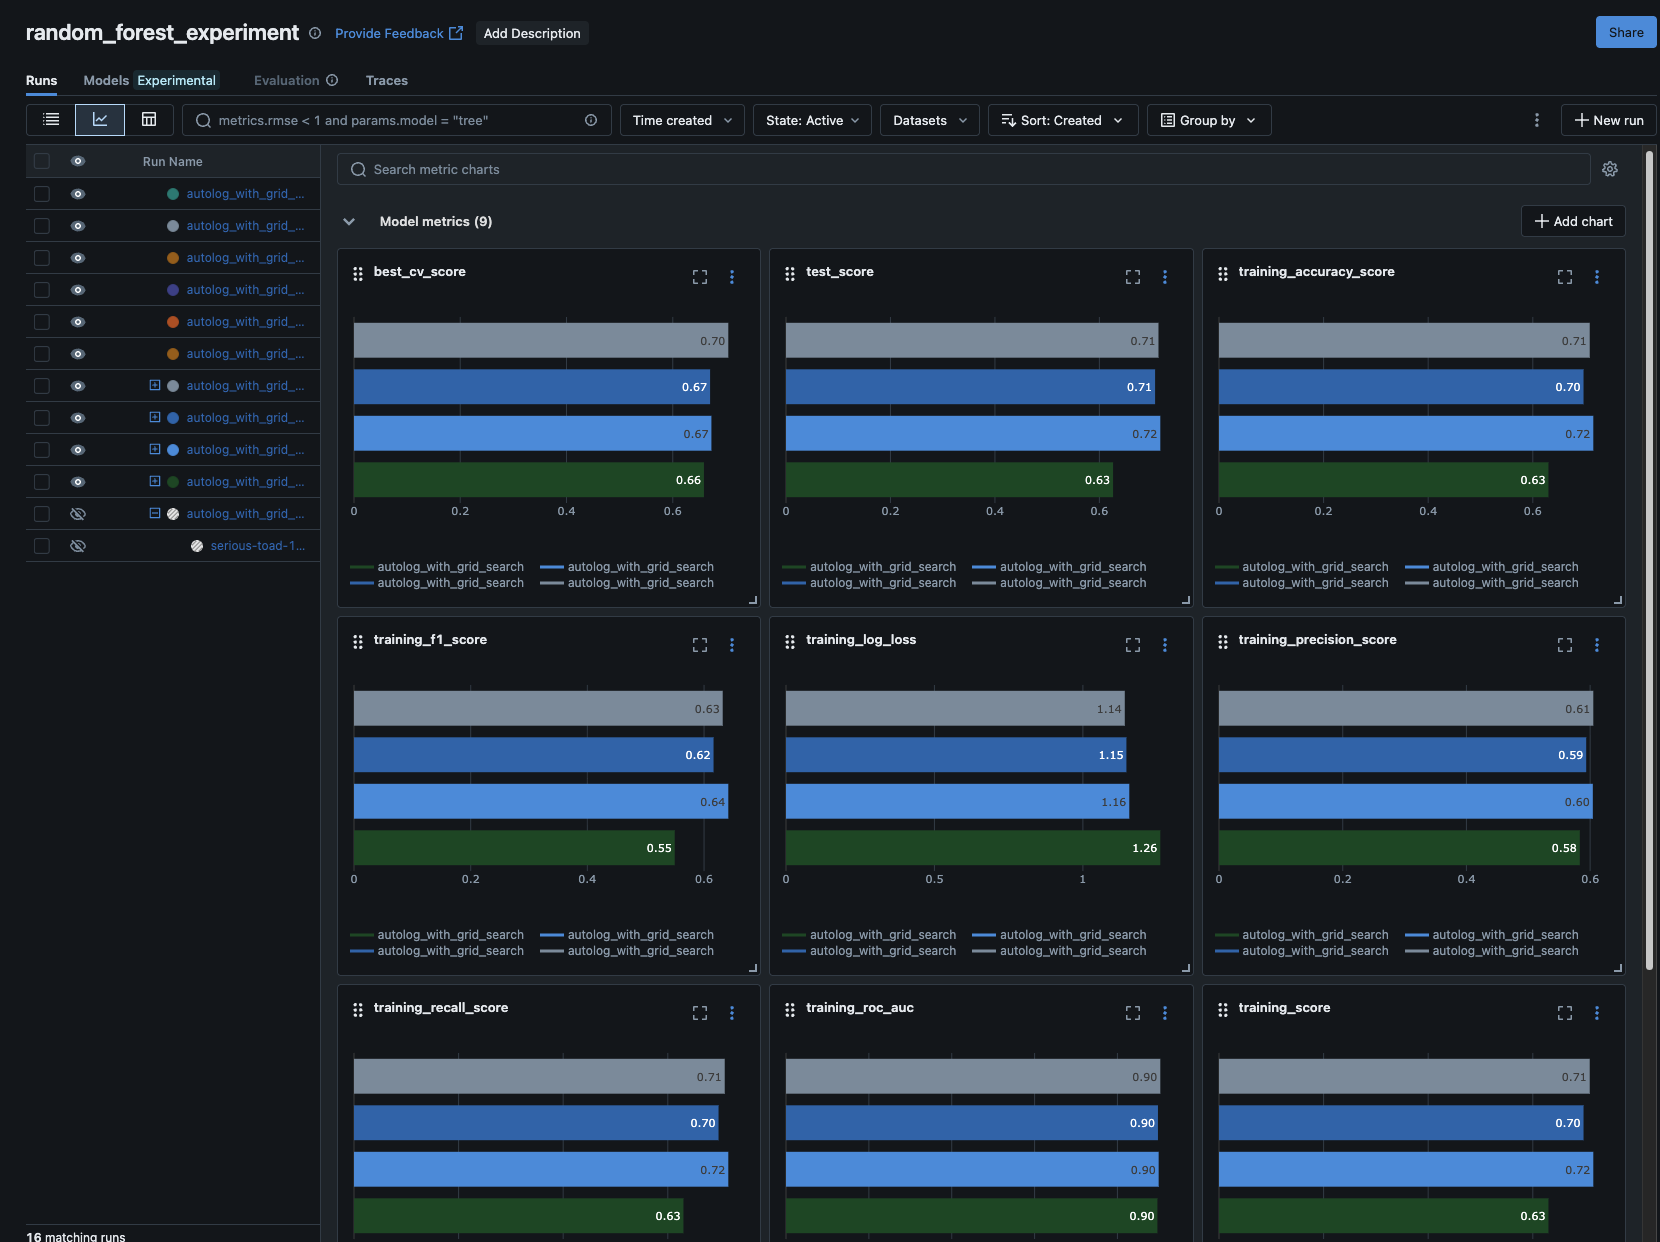 random_forest_experiment Provide Feedback Add Description Share
Runs Models Experimental Evaluation Traces
metrics.rmse < 1 and params.model = "tree" Time created State: Active Datasets Sort: Created Group by New run
Run Name
autolog_with_grid_...
autolog_with_grid_...
autolog_with_grid_...
autolog_with_grid_...
autolog_with_grid_...
autolog_with_grid_...
autolog_with_grid_...
autolog_with_grid_...
autolog_with_grid_...
autolog_with_grid_...
autolog_with_grid_...
serious-toad-1...
16 matching runs
Search metric charts
Model metrics (9) Add chart
best_cv_score
0.70
0.67
0.67
0.66
0 0.2 0.4 0.6
autolog_with_grid_search autolog_with_grid_search
autolog_with_grid_search autolog_with_grid_search
test_score
0.71
0.71
0.72
0.63
0 0.2 0.4 0.6
autolog_with_grid_search autolog_with_grid_search
autolog_with_grid_search autolog_with_grid_search
training_accuracy_score
0.71
0.70
0.72
0.63
0 0.2 0.4 0.6
autolog_with_grid_search autolog_with_grid_search
autolog_with_grid_search autolog_with_grid_search
training_f1_score
0.63
0.62
0.64
0.55
0 0.2 0.4 0.6
autolog_with_grid_search autolog_with_grid_search
autolog_with_grid_search autolog_with_grid_search
training_log_loss
1.14
1.15
1.16
1.26
0 0.5 1
autolog_with_grid_search autolog_with_grid_search
autolog_with_grid_search autolog_with_grid_search
training_precision_score
0.61
0.59
0.60
0.58
0 0.2 0.4 0.6
autolog_with_grid_search autolog_with_grid_search
autolog_with_grid_search autolog_with_grid_search
training_recall_score
0.71
0.70
0.72
0.63
training_roc_auc
0.90
0.90
0.90
0.90
training_score
0.71
0.70
0.72
0.63